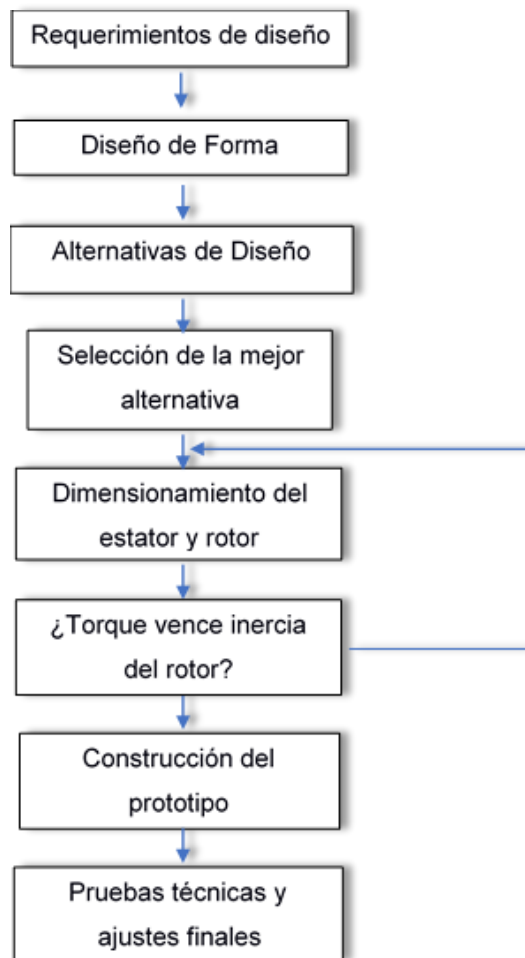 Requerimientos de diseño
Diseño de Forma
Alternativas de Diseño
Selección de la mejor
alternativa
Dimensionamiento del
estator y rotor
¿Torque vence inercia
del rotor?
Construcción del
prototipo
Pruebas técnicas y
ajustes finales